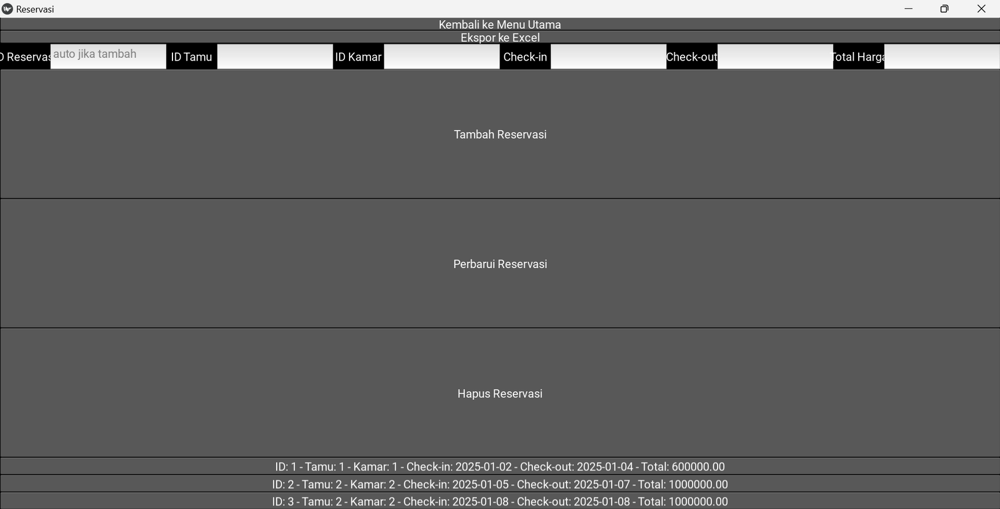 Reservasi
Kembali ke Menu Utama
Ekspor ke Excel
D Reservas auto jika tambah ID Tamu ID Kamar Check-in Check-out Total Harga
Tambah Reservasi
Perbarui Reservasi
Hapus Reservasi
ID: 1 - Tamu: 1 - Kamar: 1 - Check-in: 2025-01-02 - Check-out: 2025-01-04 - Total: 600000.00
ID: 2 - Tamu: 2 - Kamar: 2 - Check-in: 2025-01-05 - Check-out: 2025-01-07 - Total: 1000000.00
ID: 3 - Tamu: 2 - Kamar: 2 - Check-in: 2025-01-08 - Check-out: 2025-01-08 - Total: 1000000.00